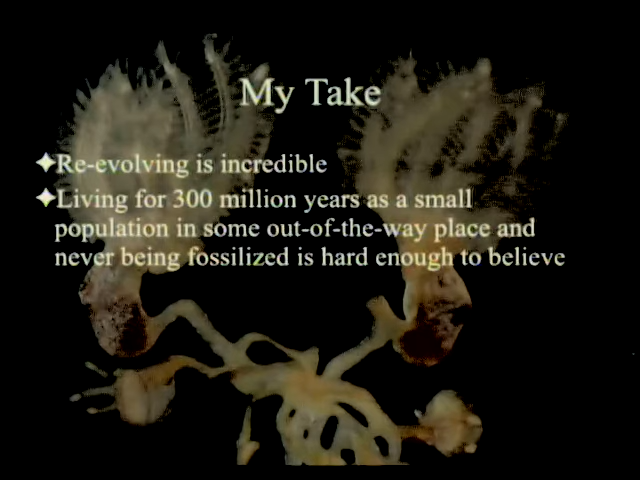 My Take
✦Re-evolving is incredible
✦Living for 300 million years as a small
population in some out-of-the-way place and
never being fossilized is hard enough to believe